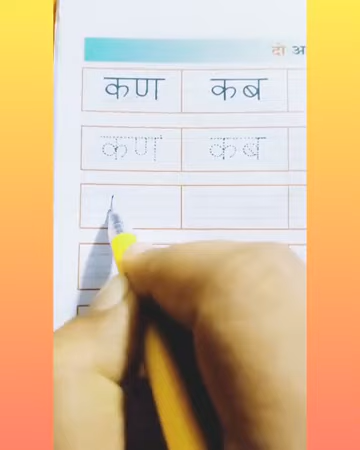 दो अ
कण कब
कण कब